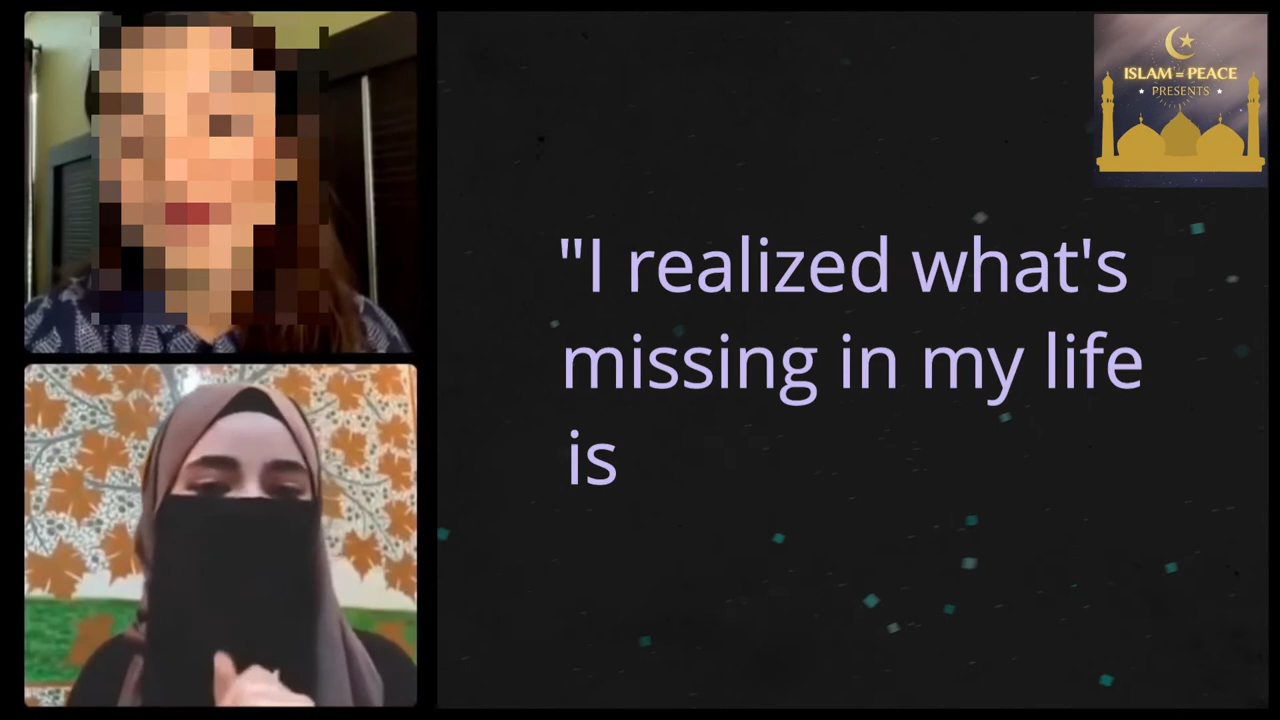 ISLAM = PEACE
★ PRESENTS ★
"I realized what's
missing in my life
is